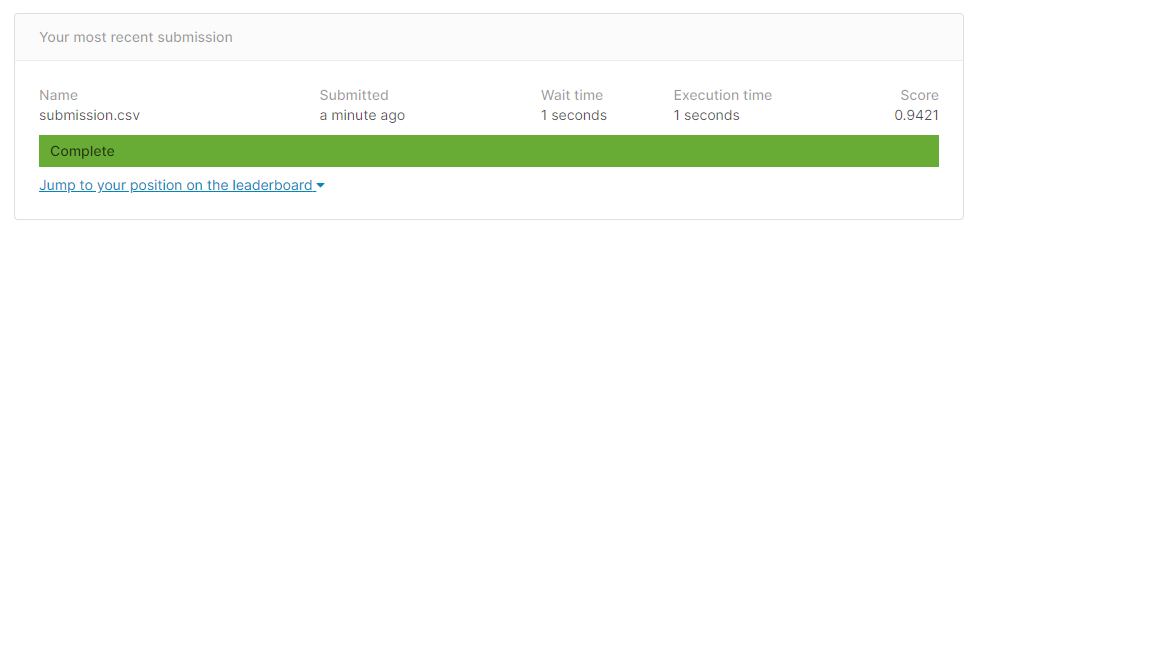 Your most recent submission
Name Submitted Wait time Execution time Score
submission.csv a minute ago 1 seconds 1 seconds 0.9421
Complete
Jump to your position on the leaderboard